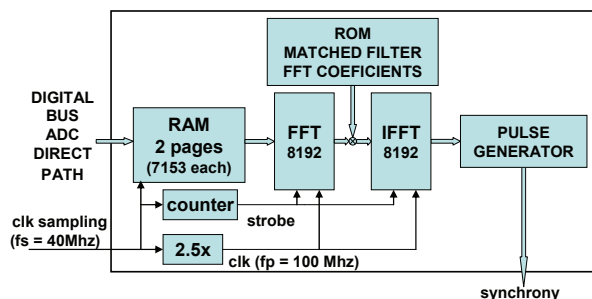 ROM
MATCHED FILTER
FFT COEFICIENTS
DIGITAL
BUS
ADC
DIRECT
PATH
RAM
2 pages
(7153 each)
FFT
8192
IFFT
8192
PULSE
GENERATOR
counter
strobe
clk sampling
(fs = 40Mhz)
2.5x
clk (fp = 100 Mhz)
synchrony